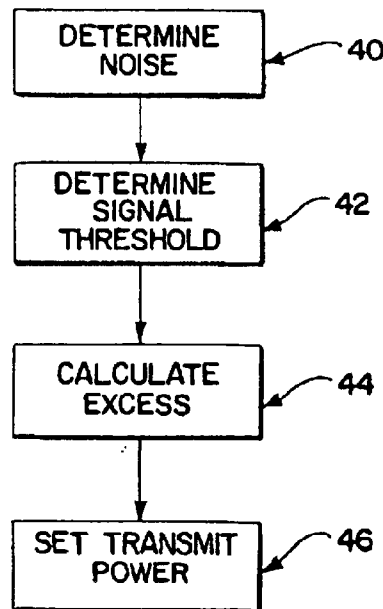 DETERMINE
NOISE
40
DETERMINE
SIGNAL
THRESHOLD
42
CALCULATE
EXCESS
44
SET TRANSMIT
POWER
46